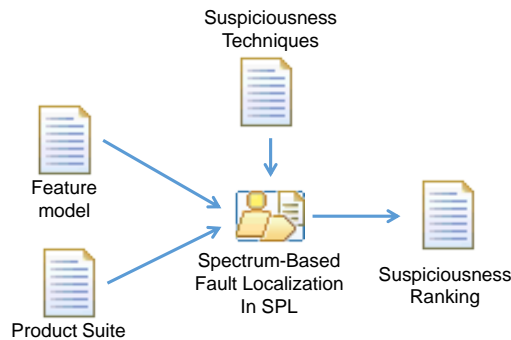 Suspiciousness
Techniques
Feature
model
Spectrum-Based
Fault Localization
In SPL
Suspiciousness
Ranking
Product Suite